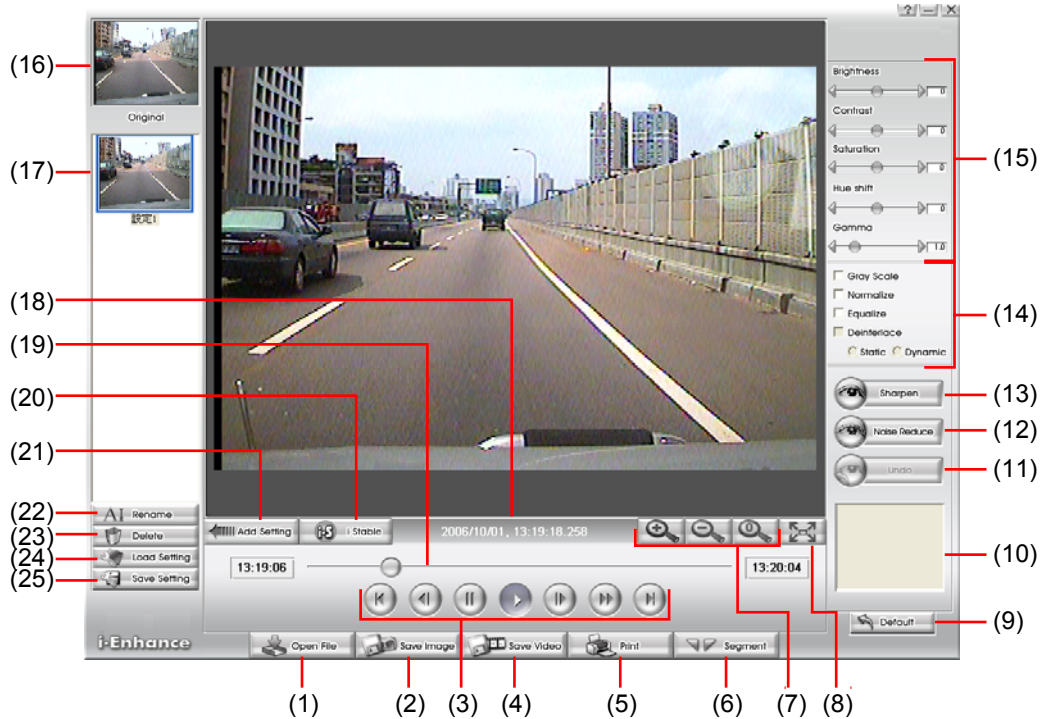 ? — X
(16)
Original
(17)
設定1
Brightness
0
Contrast
0
Saturation
0
Hue shift
0
Gamma
1.0
(15)
Gray Scale
Normalize
Equalize
Deinterlace
Static Dynamic
(14)
Sharpen
(13)
Noise Reduce
(12)
Undo
(11)
(10)
Default
(9)
(18)
(19)
(20)
(21)
(22)
AI Rename
(23)
Delete
(24)
Load Setting
(25)
Save Setting
Add Setting
i-S i Stable
2006/10/01, 13:19:18.258
13:19:06
13:20:04
i-Enhance
Open File
Save Image
Save Video
Print
Segment
(1)
(2)
(3)
(4)
(5)
(6)
(7)
(8)